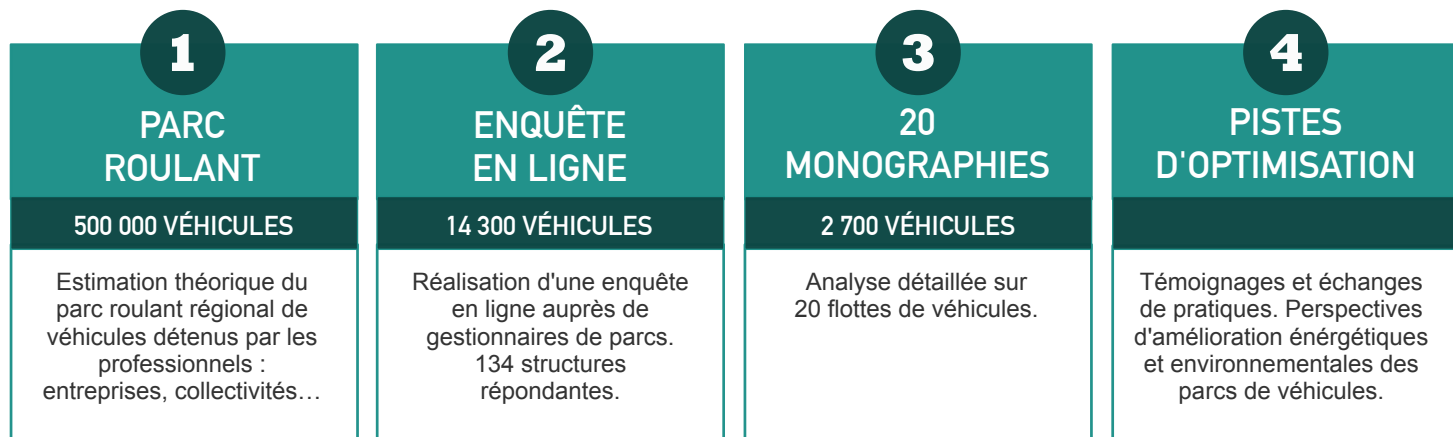 1
PARC
ROULANT
500 000 VÉHICULES
Estimation théorique du
parc roulant régional de
véhicules détenus par les
professionnels :
entreprises, collectivités…
2
ENQUÊTE
EN LIGNE
14 300 VÉHICULES
Réalisation d'une enquête
en ligne auprès de
gestionnaires de parcs.
134 structures
répondantes.
3
20
MONOGRAPHIES
2 700 VÉHICULES
Analyse détaillée sur
20 flottes de véhicules.
4
PISTES
D'OPTIMISATION
Témoignages et échanges
de pratiques. Perspectives
d'amélioration énérgétiques
et environnementales des
parcs de véhicules.